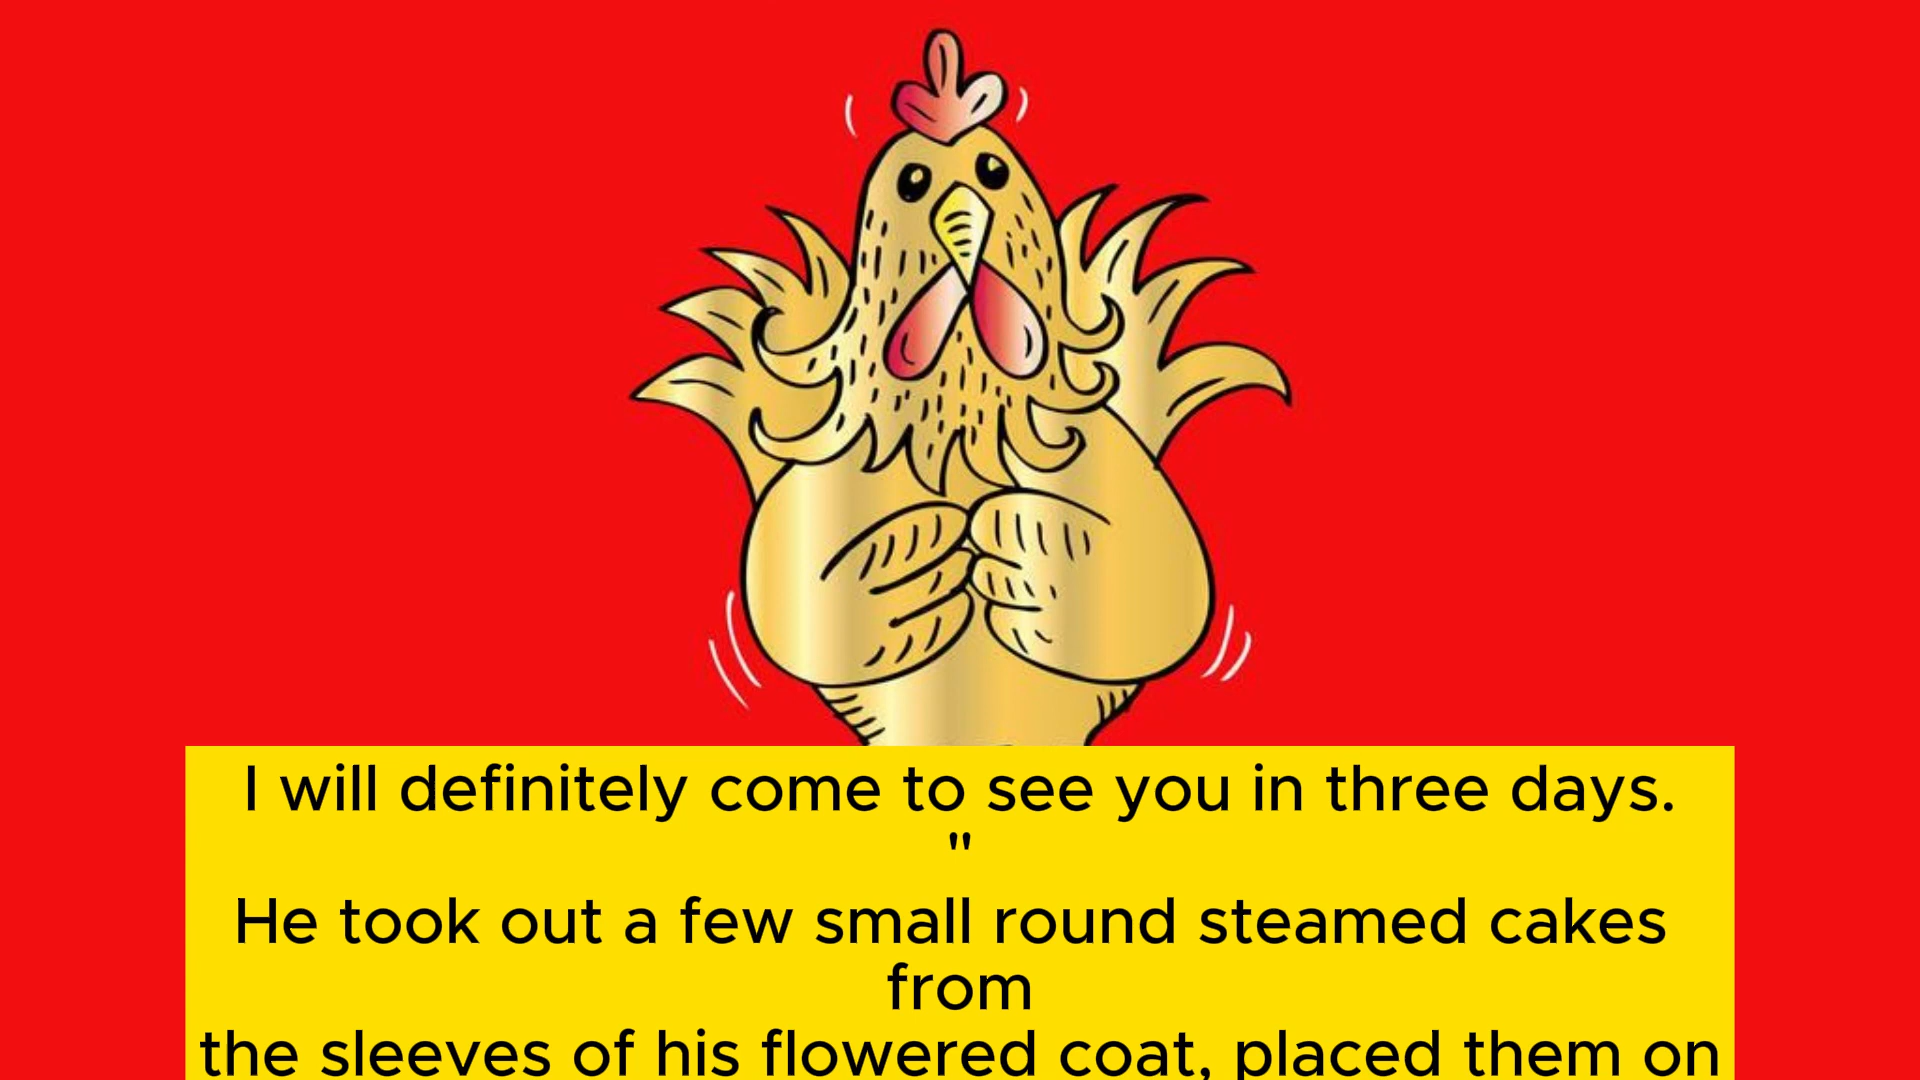 I will definitely come to see you in three days.
"
He took out a few small round steamed cakes
from
the sleeves of his flowered coat, placed them on